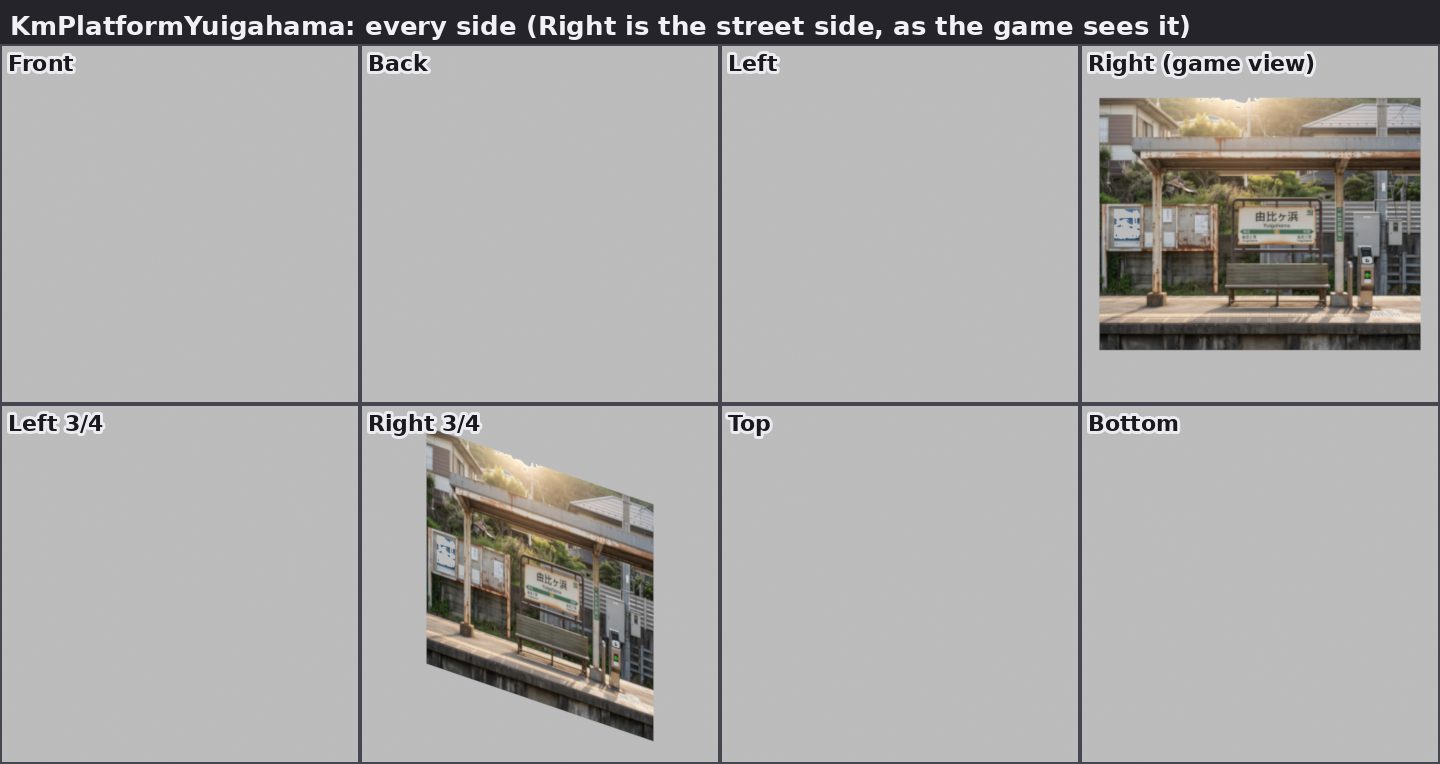 KmPlatformYuigahama: every side (Right is the street side, as the game sees it)
Front
Back
Left
Right (game view)
由比ヶ浜
Yuigahama
Left 3/4
Right 3/4
由比ヶ浜
Top
Bottom